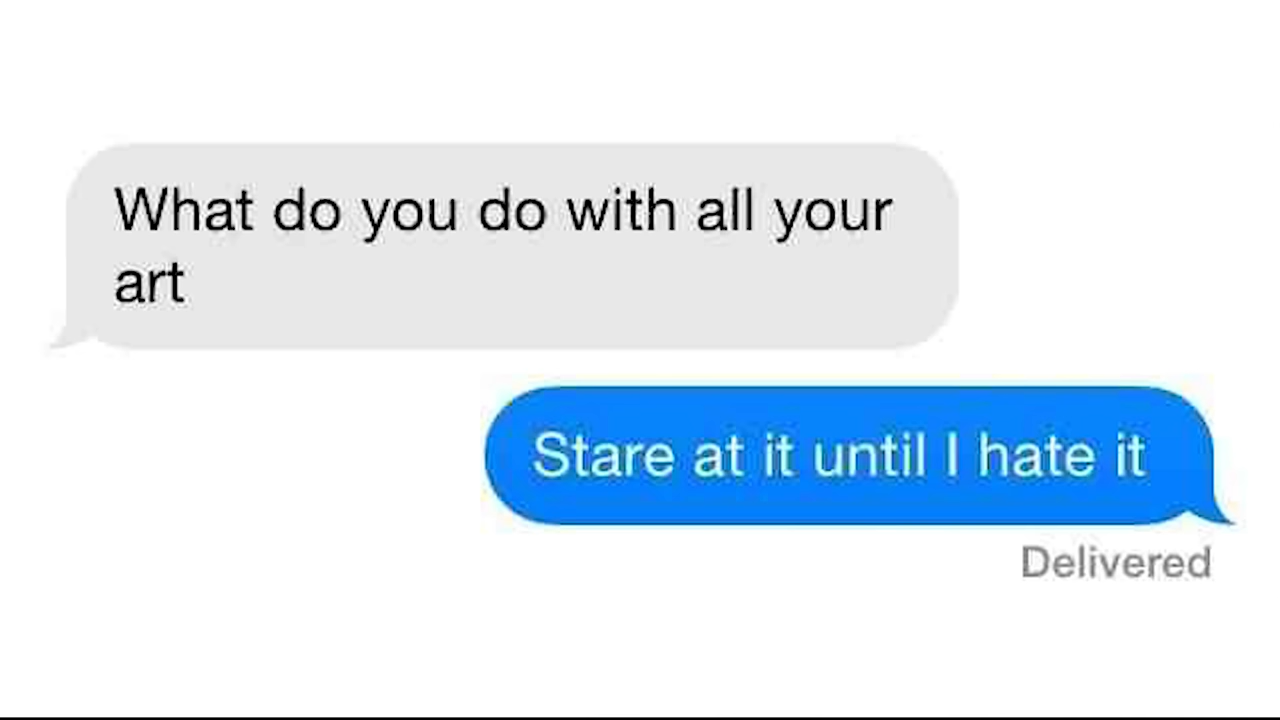 What do you do with all your
art
Stare at it until I hate it
Delivered